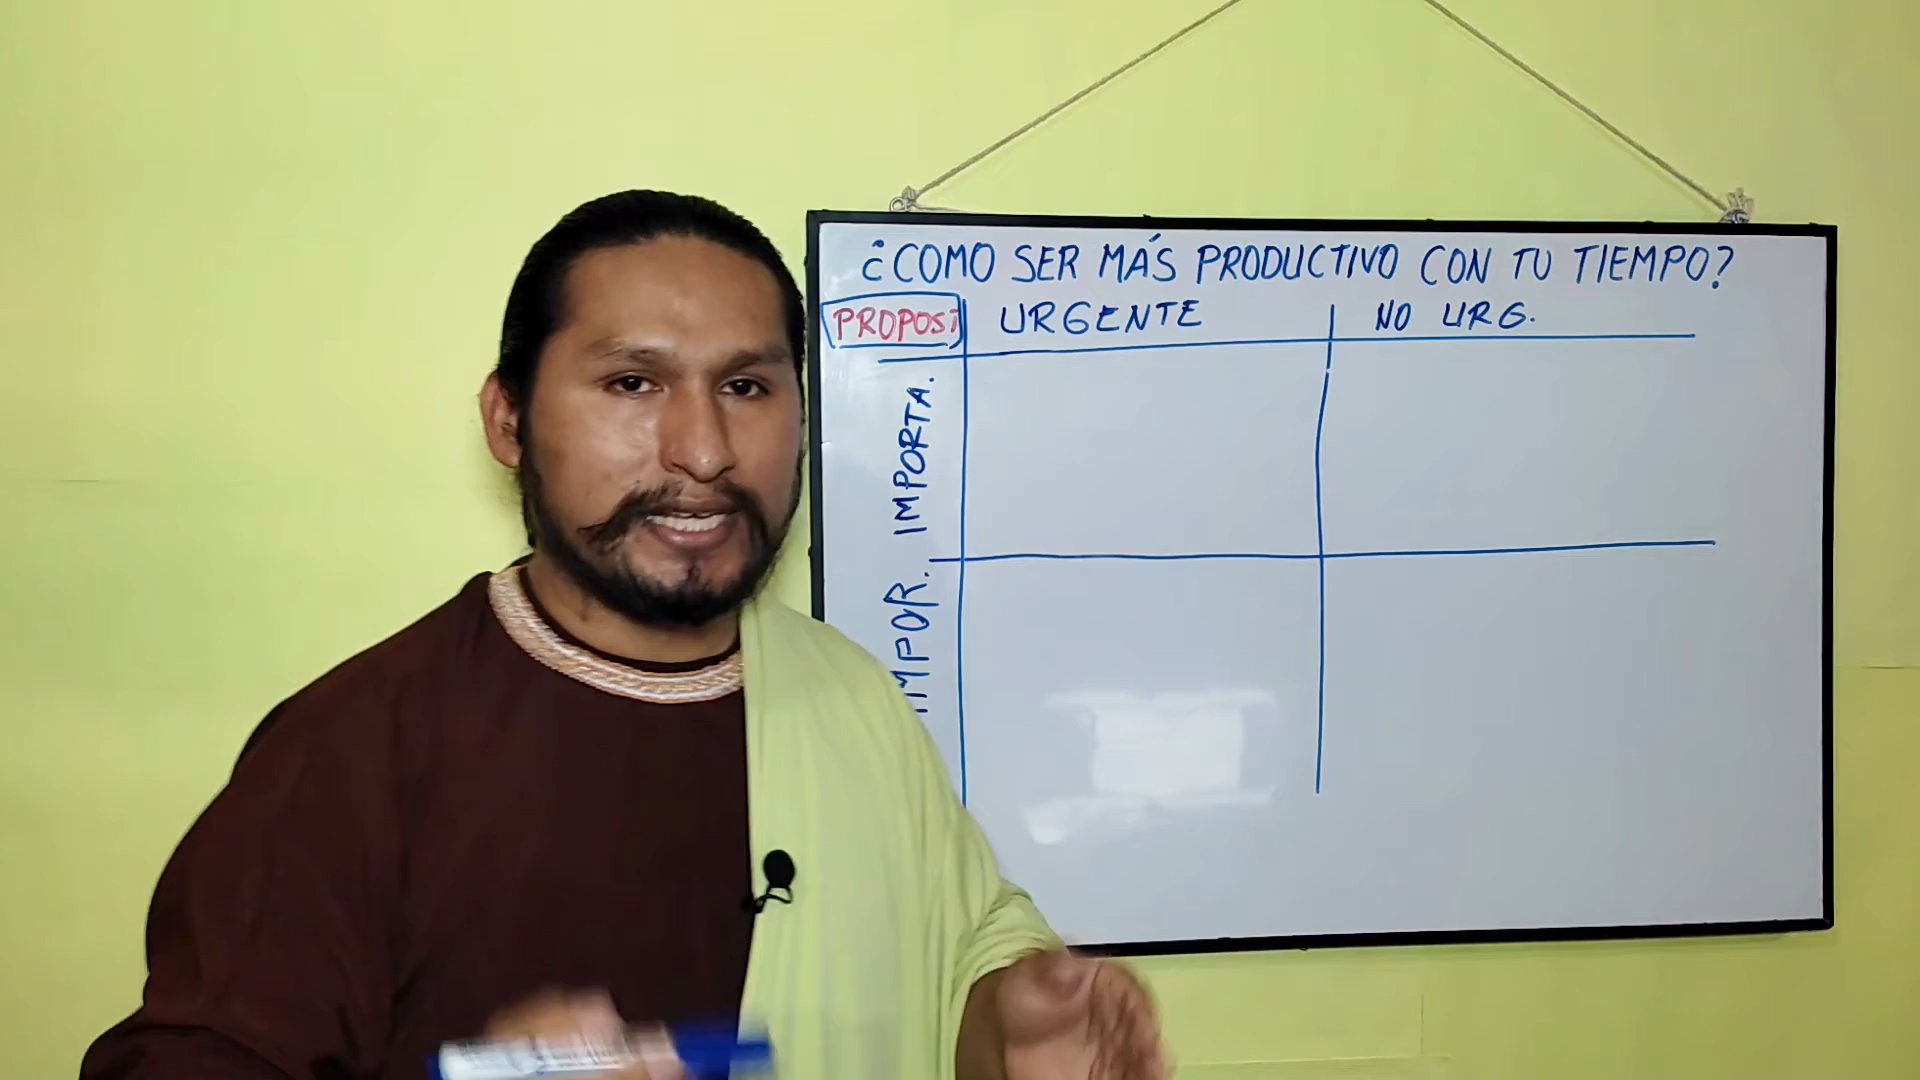 ¿COMO SER MÁS PRODUCTIVO CON TU TIEMPO?
PROPOSI URGENTE NO URG.
IMPORTA.
IMPOR.